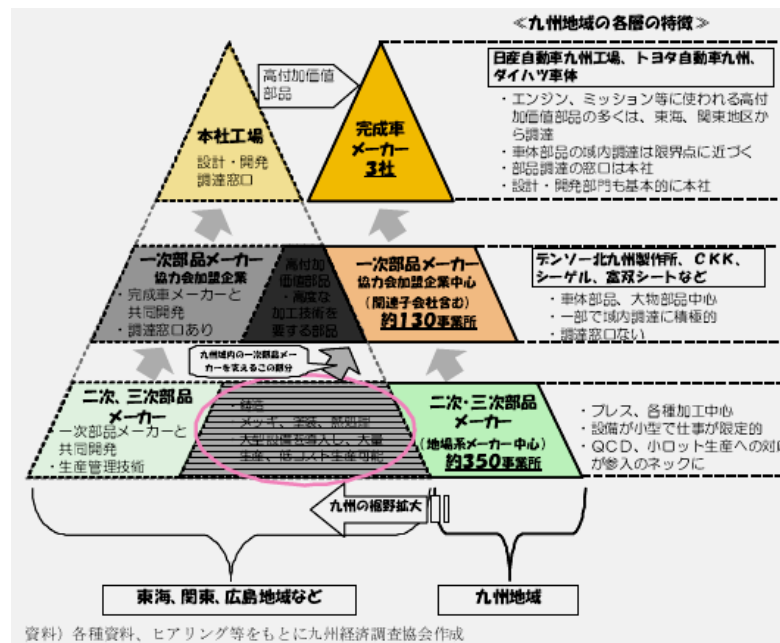 ≪九州地域の各層の特徴≫
高付加価値
部品
本社工場
設計・開発
調達窓口
完成車
メーカー
3社
日産自動車九州工場、トヨタ自動車九州、
ダイハツ車体
・エンジン、ミッション等に使われる高付
加価値部品の多くは、東海、関東地区か
ら調達
・車体部品の域内調達は限界点に近づく
・部品調達の窓口は本社
・設計・開発部門も基本的に本社
一次部品メーカー
協力会加盟企業
・完成車メーカーと
共同開発
・調達窓口あり
高付加
価値部品
・高度な
加工技術を
要する部品
一次部品メーカー
協力会加盟企業中心
(関連子会社含む)
約130事業所
デンソー北九州製作所、CKK、
シーゲル、富双シートなど
・車体部品、大物部品中心
・一部で域内調達に積極的
・調達窓口ない
九州域内の一次部品メー
カーを支えるこの部分
二次、三次部品
メーカー
・一次部品メーカーと
共同開発
・生産管理技術
・鋳造
・メッキ、塗装、熱処理
・大型設備を導入し、大量
生産、低コスト生産可能
二次・三次部品
メーカー
(地場系メーカー中心)
約350事業所
・プレス、各種加工中心
・設備が小型で仕事が限定的
・QCD、小ロット生産への対応
が参入のネックに
九州の裾野拡大
東海、関東、広島地域など
九州地域
資料）各種資料、ヒアリング等をもとに九州経済調査協会作成